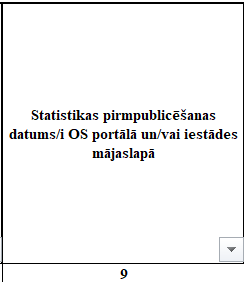 Statistikas pirmpublicēšanas
datums/i OS portālā un/vai iestādes
mājaslapā
9